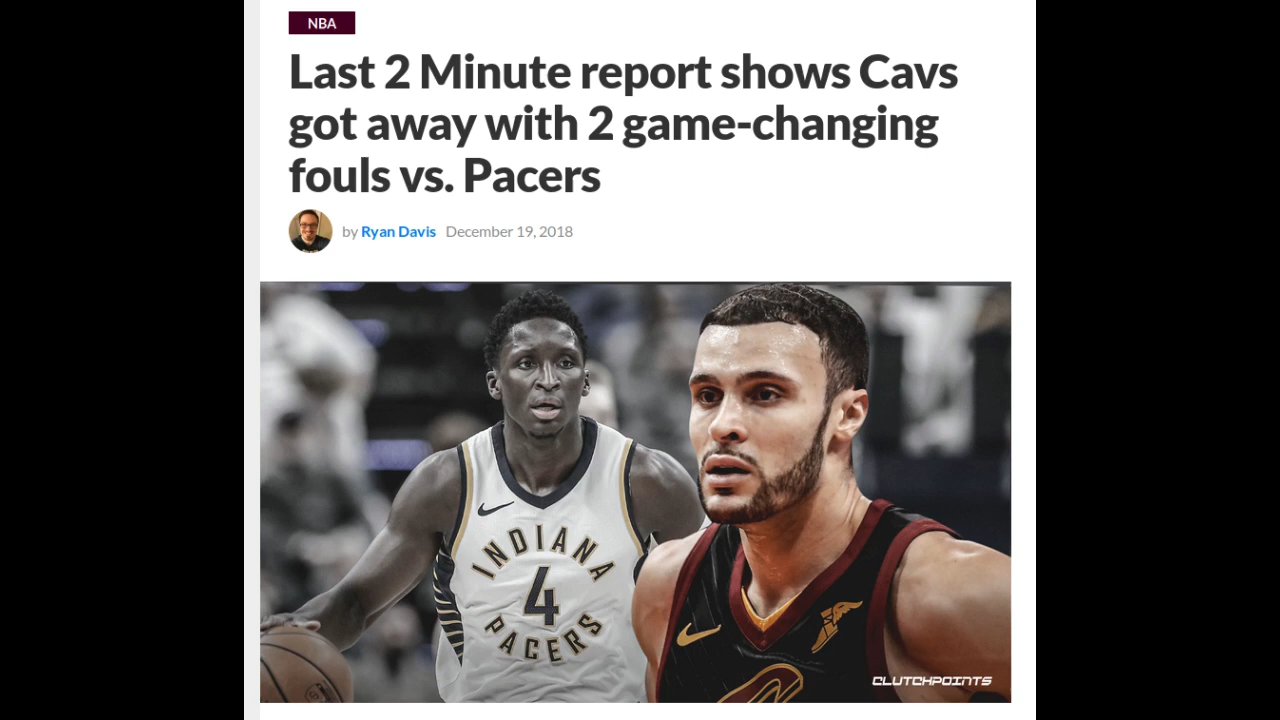 NBA
Last 2 Minute report shows Cavs
got away with 2 game-changing
fouls vs. Pacers
by Ryan Davis December 19, 2018
INDIANA
4
PACERS
CLUTCHPOINTS